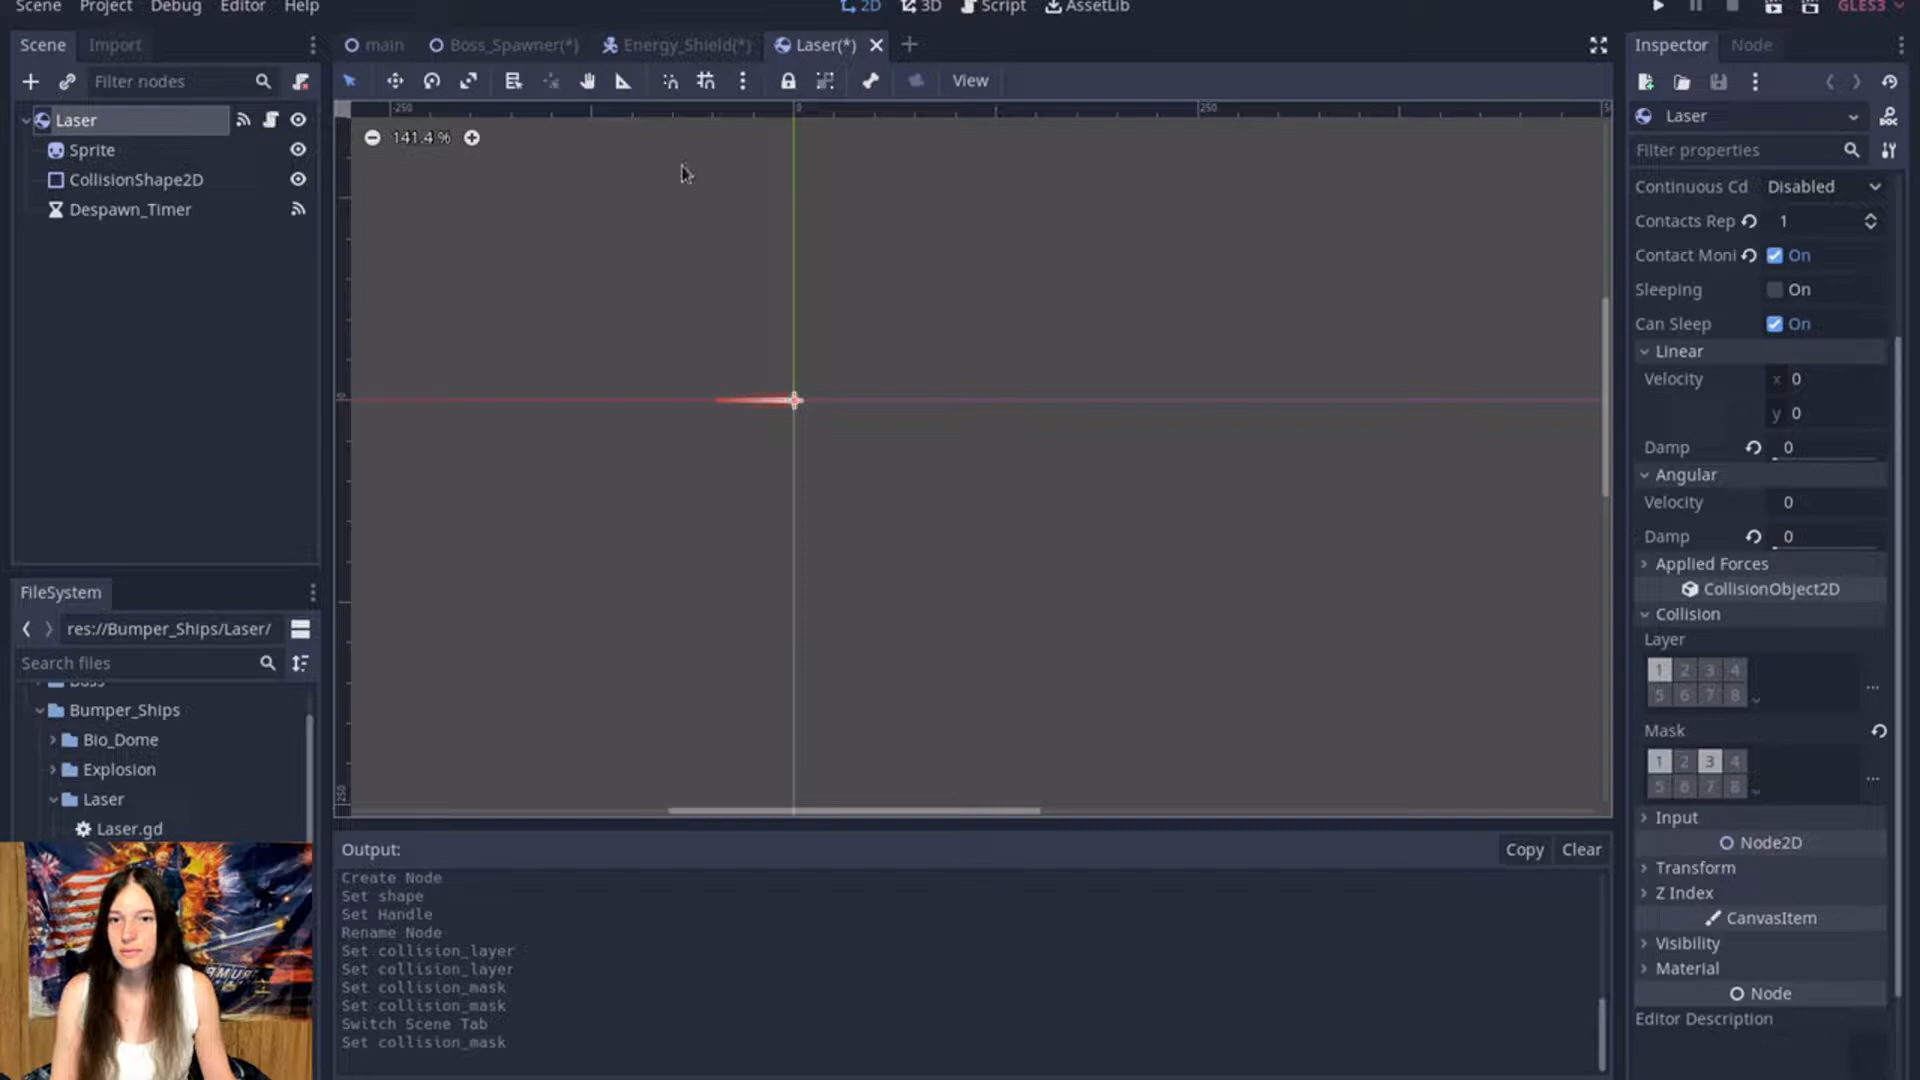 Scene Project Debug Editor Help
2D 3D Script AssetLib
GLES3
Scene Import
main Boss_Spawner(*) Energy_Shield(*) Laser(*)
Inspector Node
Filter nodes
View
Laser
Sprite
CollisionShape2D
Despawn_Timer
-250 0 250
141.4 %
250
Laser
Filter properties
Continuous Cd Disabled
Contacts Rep 1
Contact Moni On
Sleeping On
Can Sleep On
Linear
Velocity x 0
y 0
Damp 0
Angular
Velocity 0
Damp 0
Applied Forces
CollisionObject2D
Collision
Layer
1 2 3 4
5 6 7 8
Mask
1 2 3 4
5 6 7 8
Input
Node2D
Transform
Z Index
CanvasItem
Visibility
Material
Node
Editor Description
FileSystem
res://Bumper_Ships/Laser/
Search files
Boss
Bumper_Ships
Bio_Dome
Explosion
Laser
Laser.gd
Output:
Copy Clear
Create Node
Set shape
Set Handle
Rename Node
Set collision_layer
Set collision_layer
Set collision_mask
Set collision_mask
Switch Scene Tab
Set collision_mask